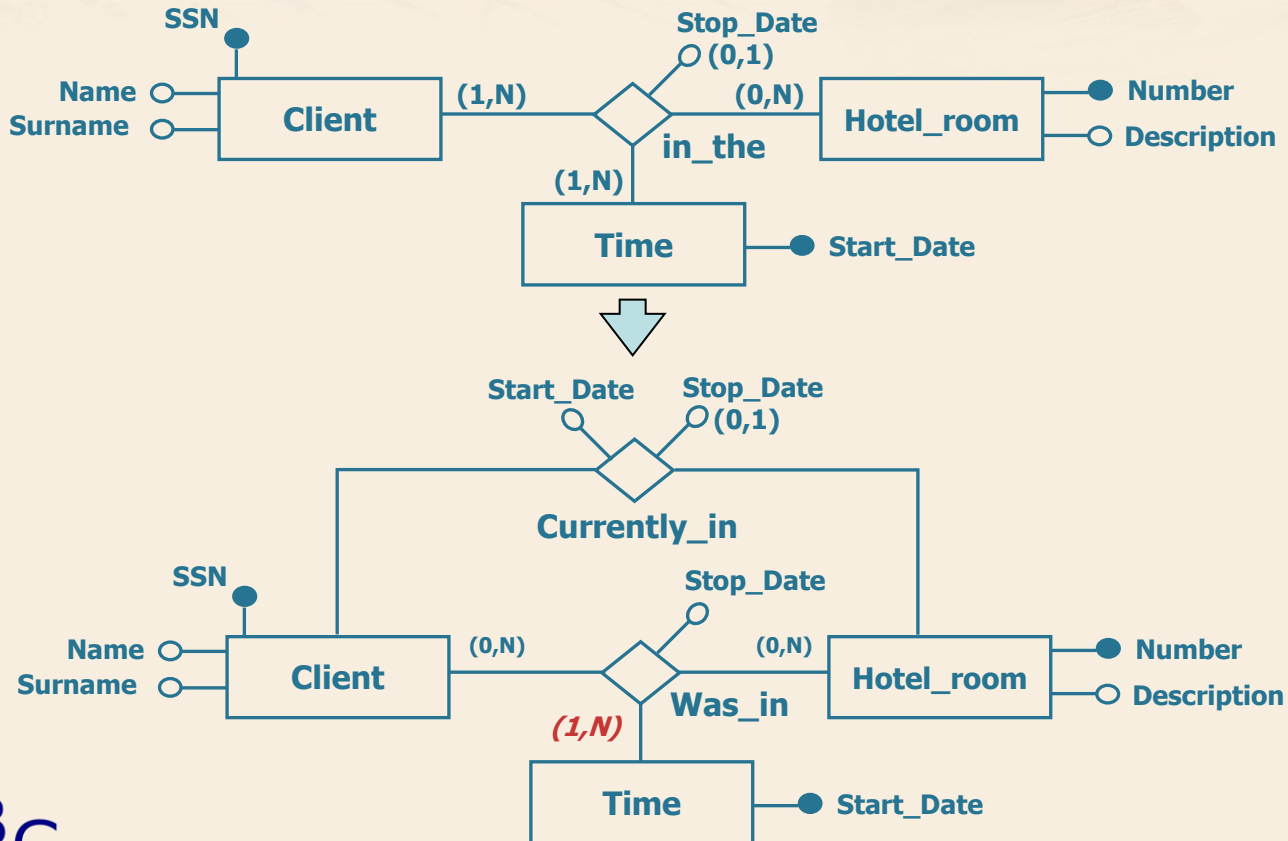 SSN
Stop_Date
(0,1)
Name
Surname
Client
(1,N)
(0,N)
in_the
Hotel_room
Number
Description
(1,N)
Time
Start_Date
Start_Date
Stop_Date
(0,1)
Currently_in
SSN
Stop_Date
Name
Surname
Client
(0,N)
(0,N)
Was_in
Hotel_room
Number
Description
(1,N)
Time
Start_Date